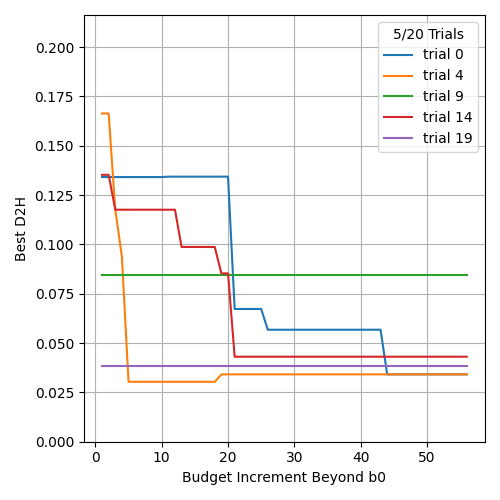 5/20 Trials
trial 0
trial 4
trial 9
trial 14
trial 19
Best D2H
0.200
0.175
0.150
0.125
0.100
0.075
0.050
0.025
0.000
0 10 20 30 40 50
Budget Increment Beyond b0